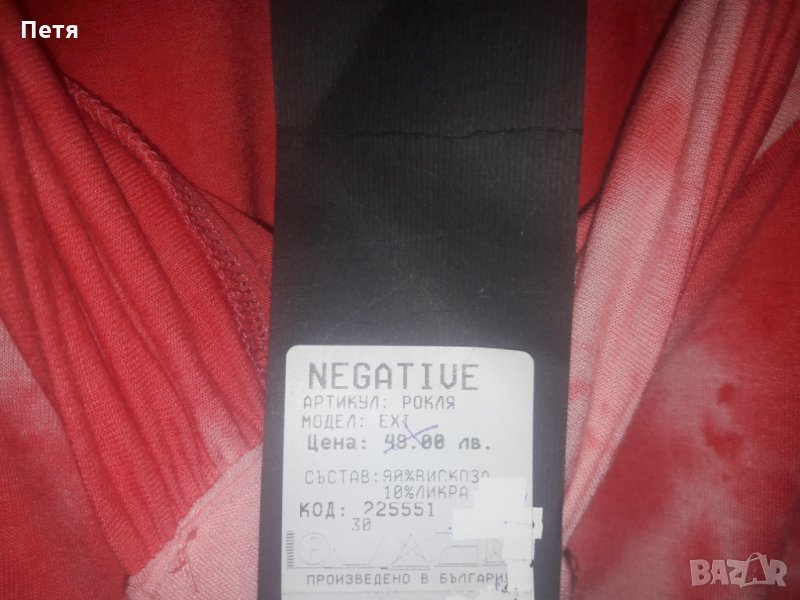 Петя
NEGATIVE
АРТИКУЛ: РОКЛЯ
МОДЕЛ: EXI
Цена: 49.00 лв.
СЪСТАВ:90%ВИСКОЗА
10%ЛИКРА
КОД: 225551
30
P
ПРОИЗВЕДЕНО В БЪЛГАРИЯ
BAZAR